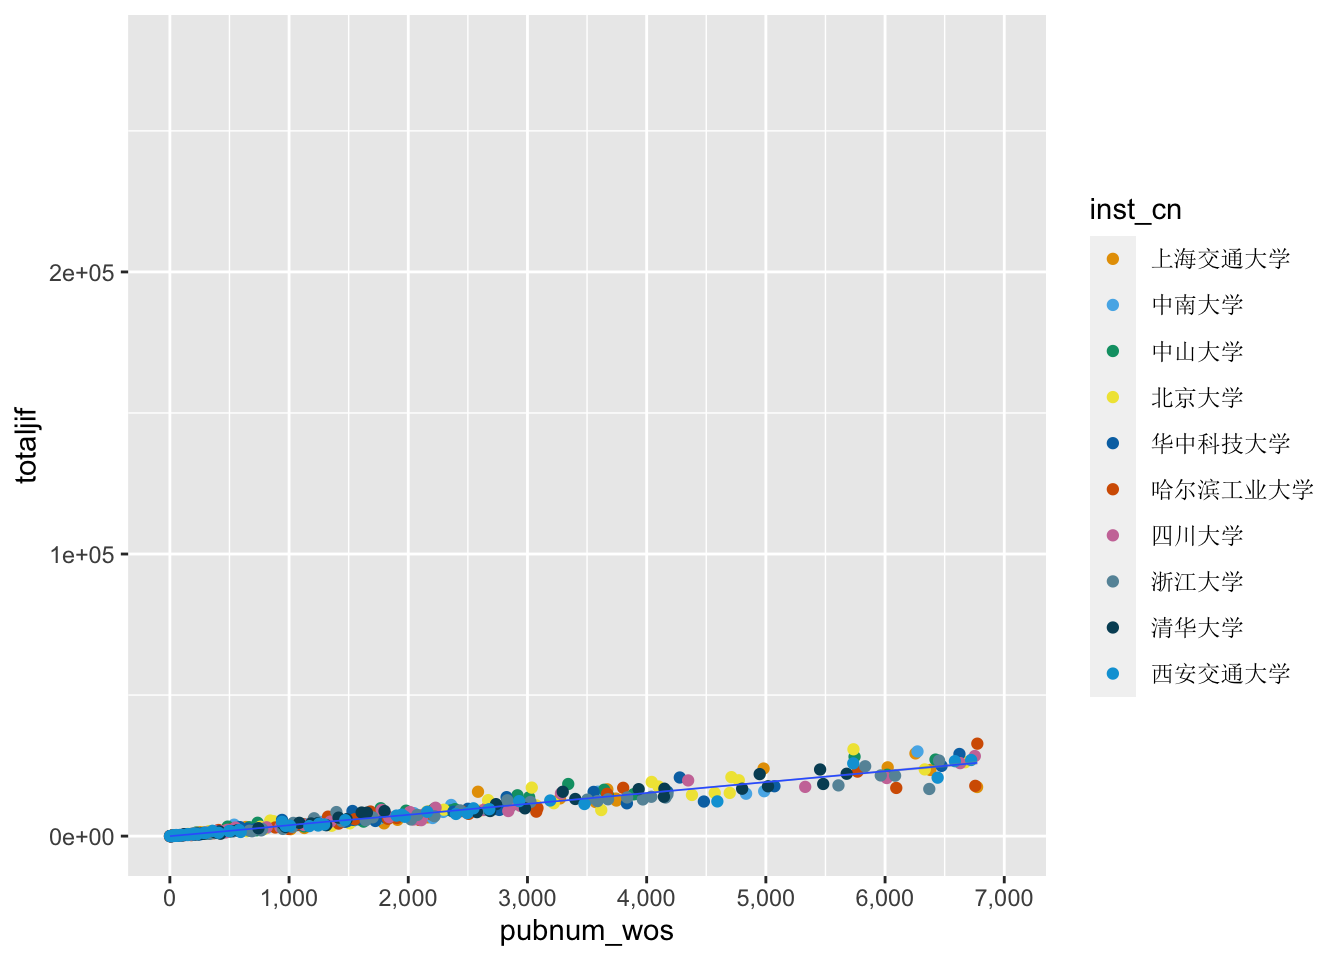 totaljif
2e+05
1e+05
0e+00
0
1,000
2,000
3,000
4,000
5,000
6,000
7,000
pubnum_wos
inst_cn
上海交通大学
中南大学
中山大学
北京大学
华中科技大学
哈尔滨工业大学
四川大学
浙江大学
清华大学
西安交通大学